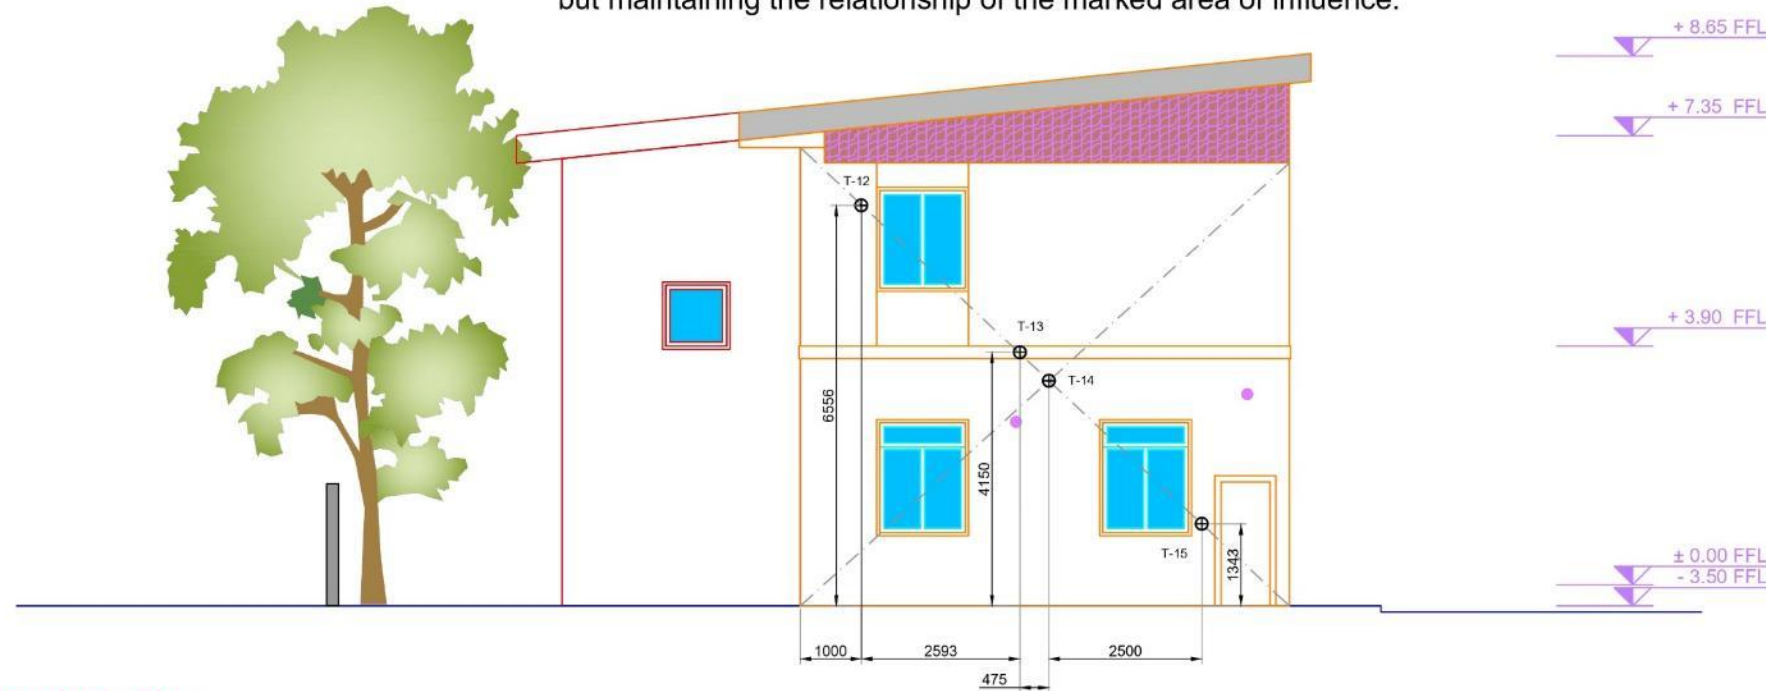 but maintaining the relationship of the marked area of influence.
+ 8.65 FFL
+ 7.35 FFL
T-12
T-13
+ 3.90 FFL
T-14
6556
4150
T-15
1343
± 0.00 FFL
- 3.50 FFL
1000
2593
2500
475